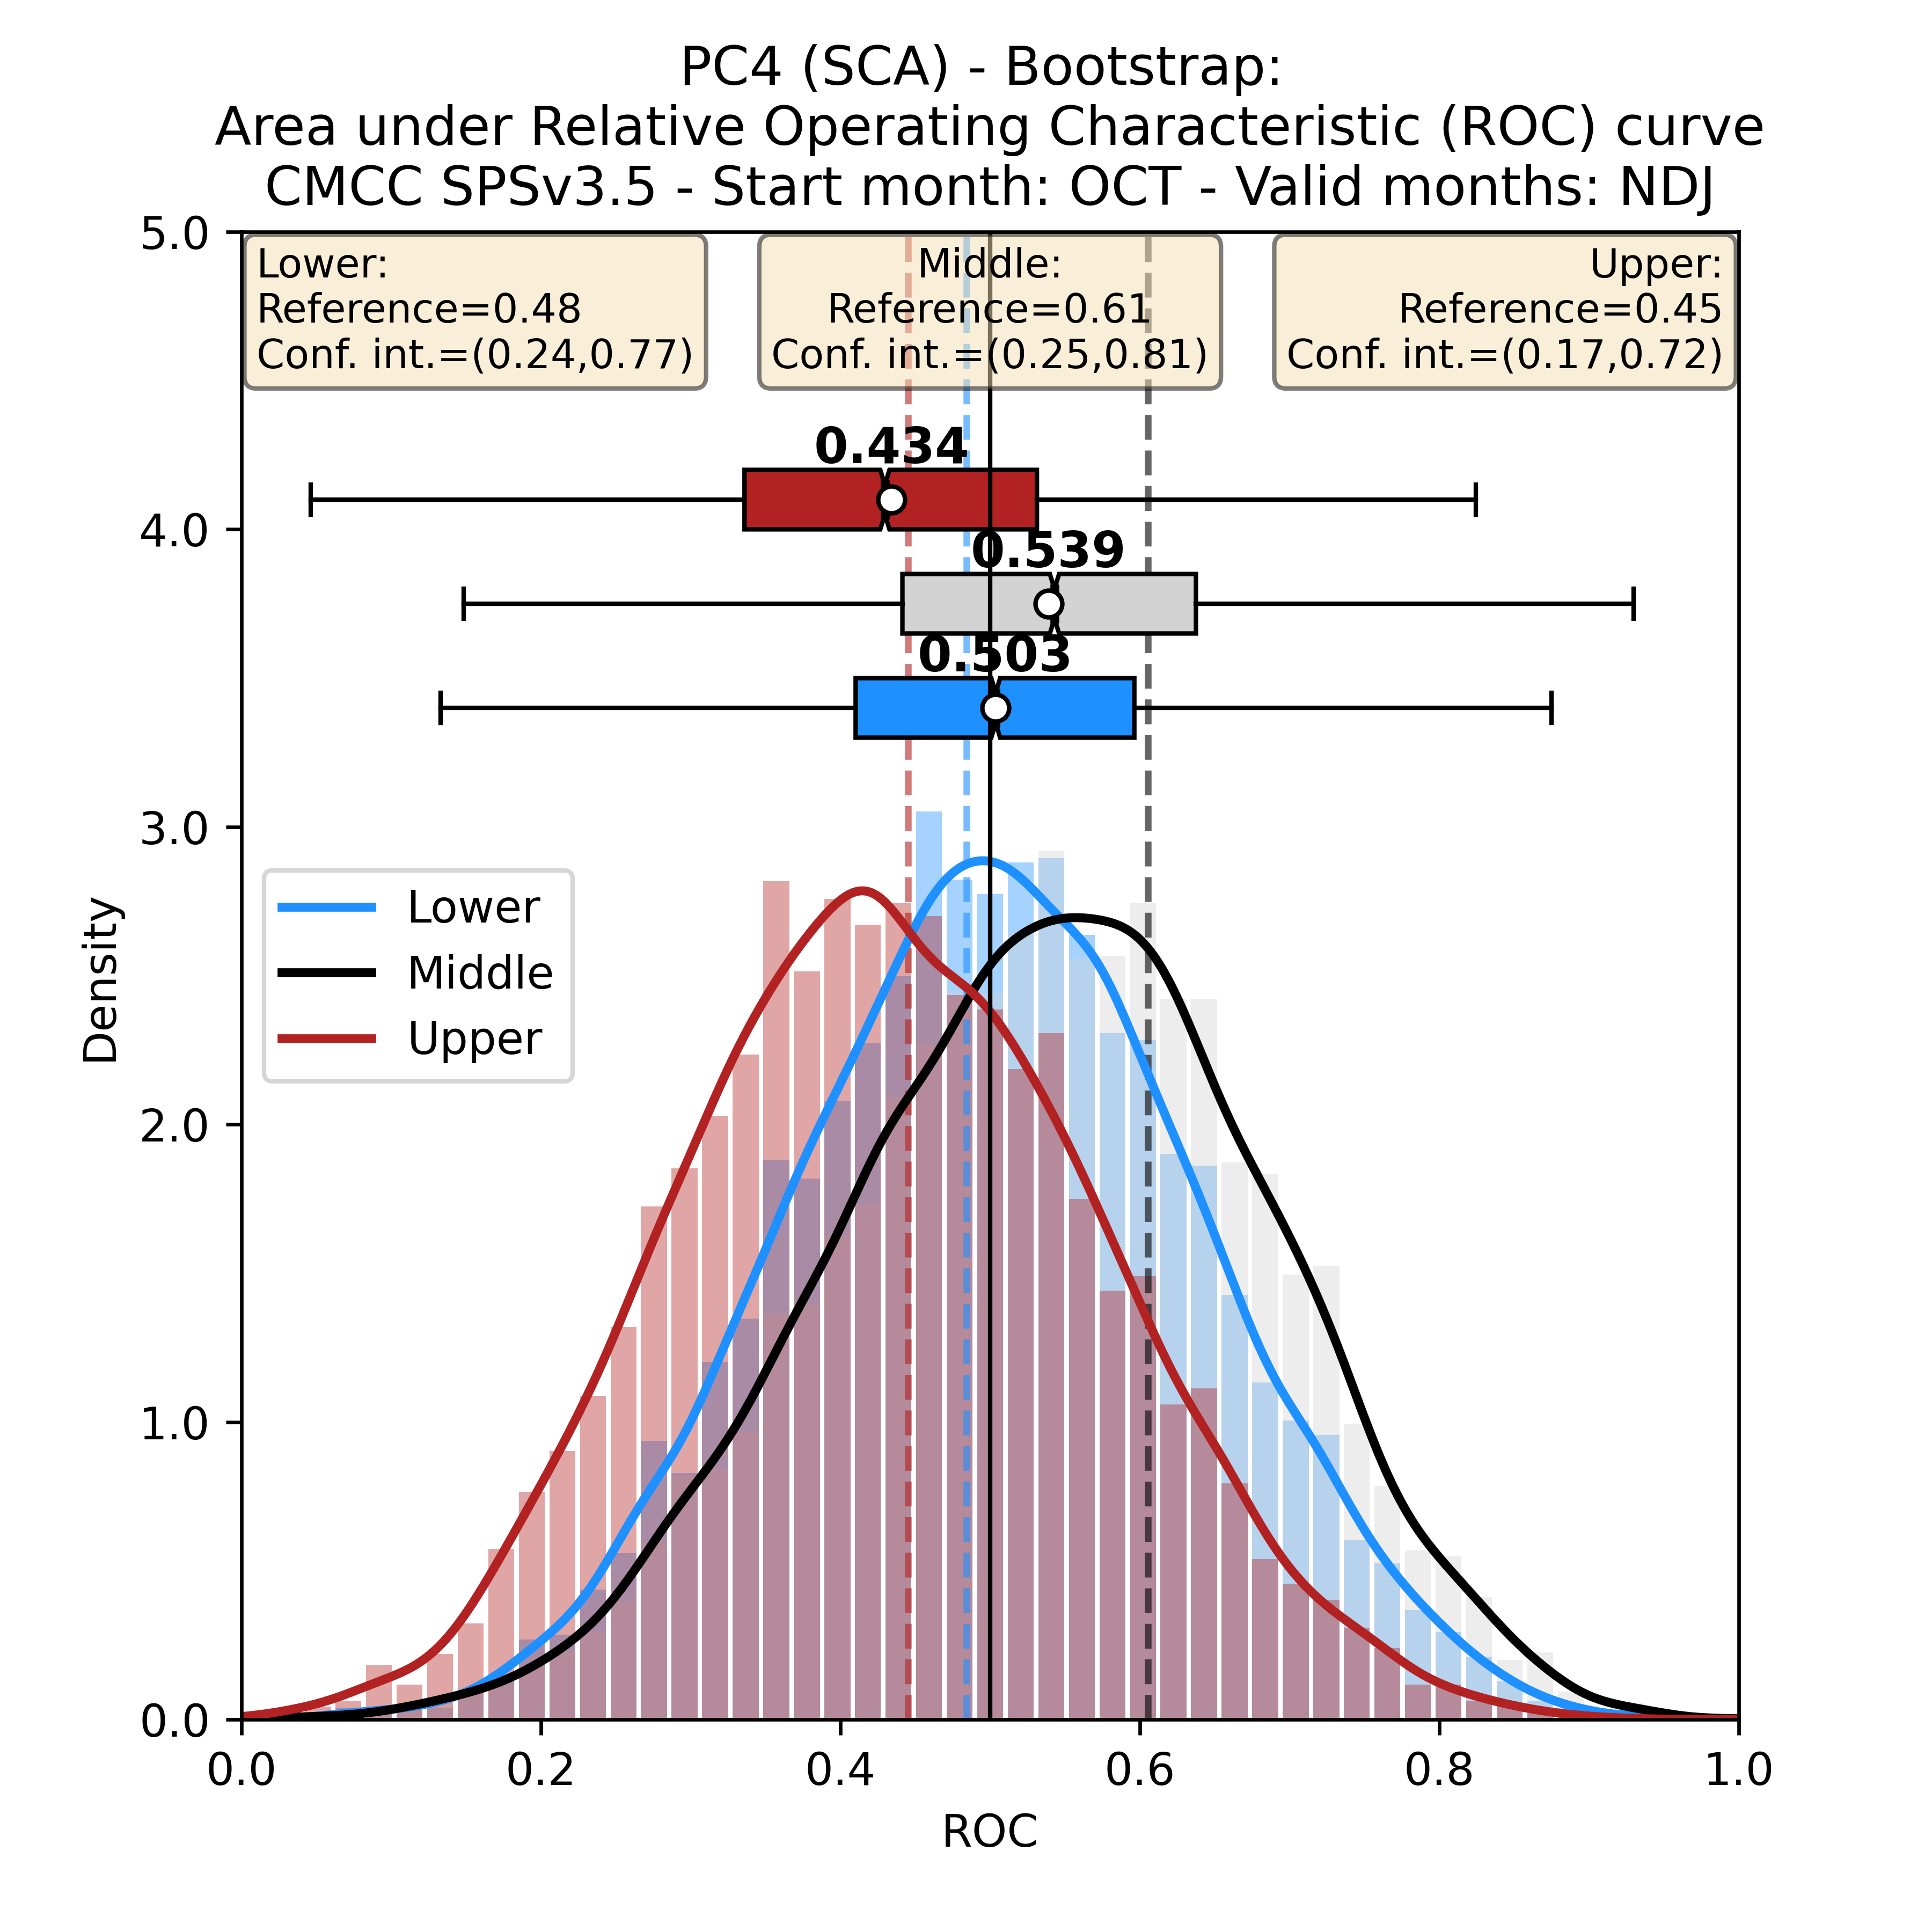 PC4 (SCA) - Bootstrap:
Area under Relative Operating Characteristic (ROC) curve
CMCC SPSv3.5 - Start month: OCT - Valid months: NDJ
5.0
Lower:
Reference=0.48
Conf. int.=(0.24,0.77)
Middle:
Reference=0.61
Conf. int.=(0.25,0.81)
Upper:
Reference=0.45
Conf. int.=(0.17,0.72)
0.434
4.0
0.539
0.503
3.0
Lower
Middle
Upper
Density
2.0
1.0
0.0
0.0 0.2 0.4 0.6 0.8 1.0
ROC